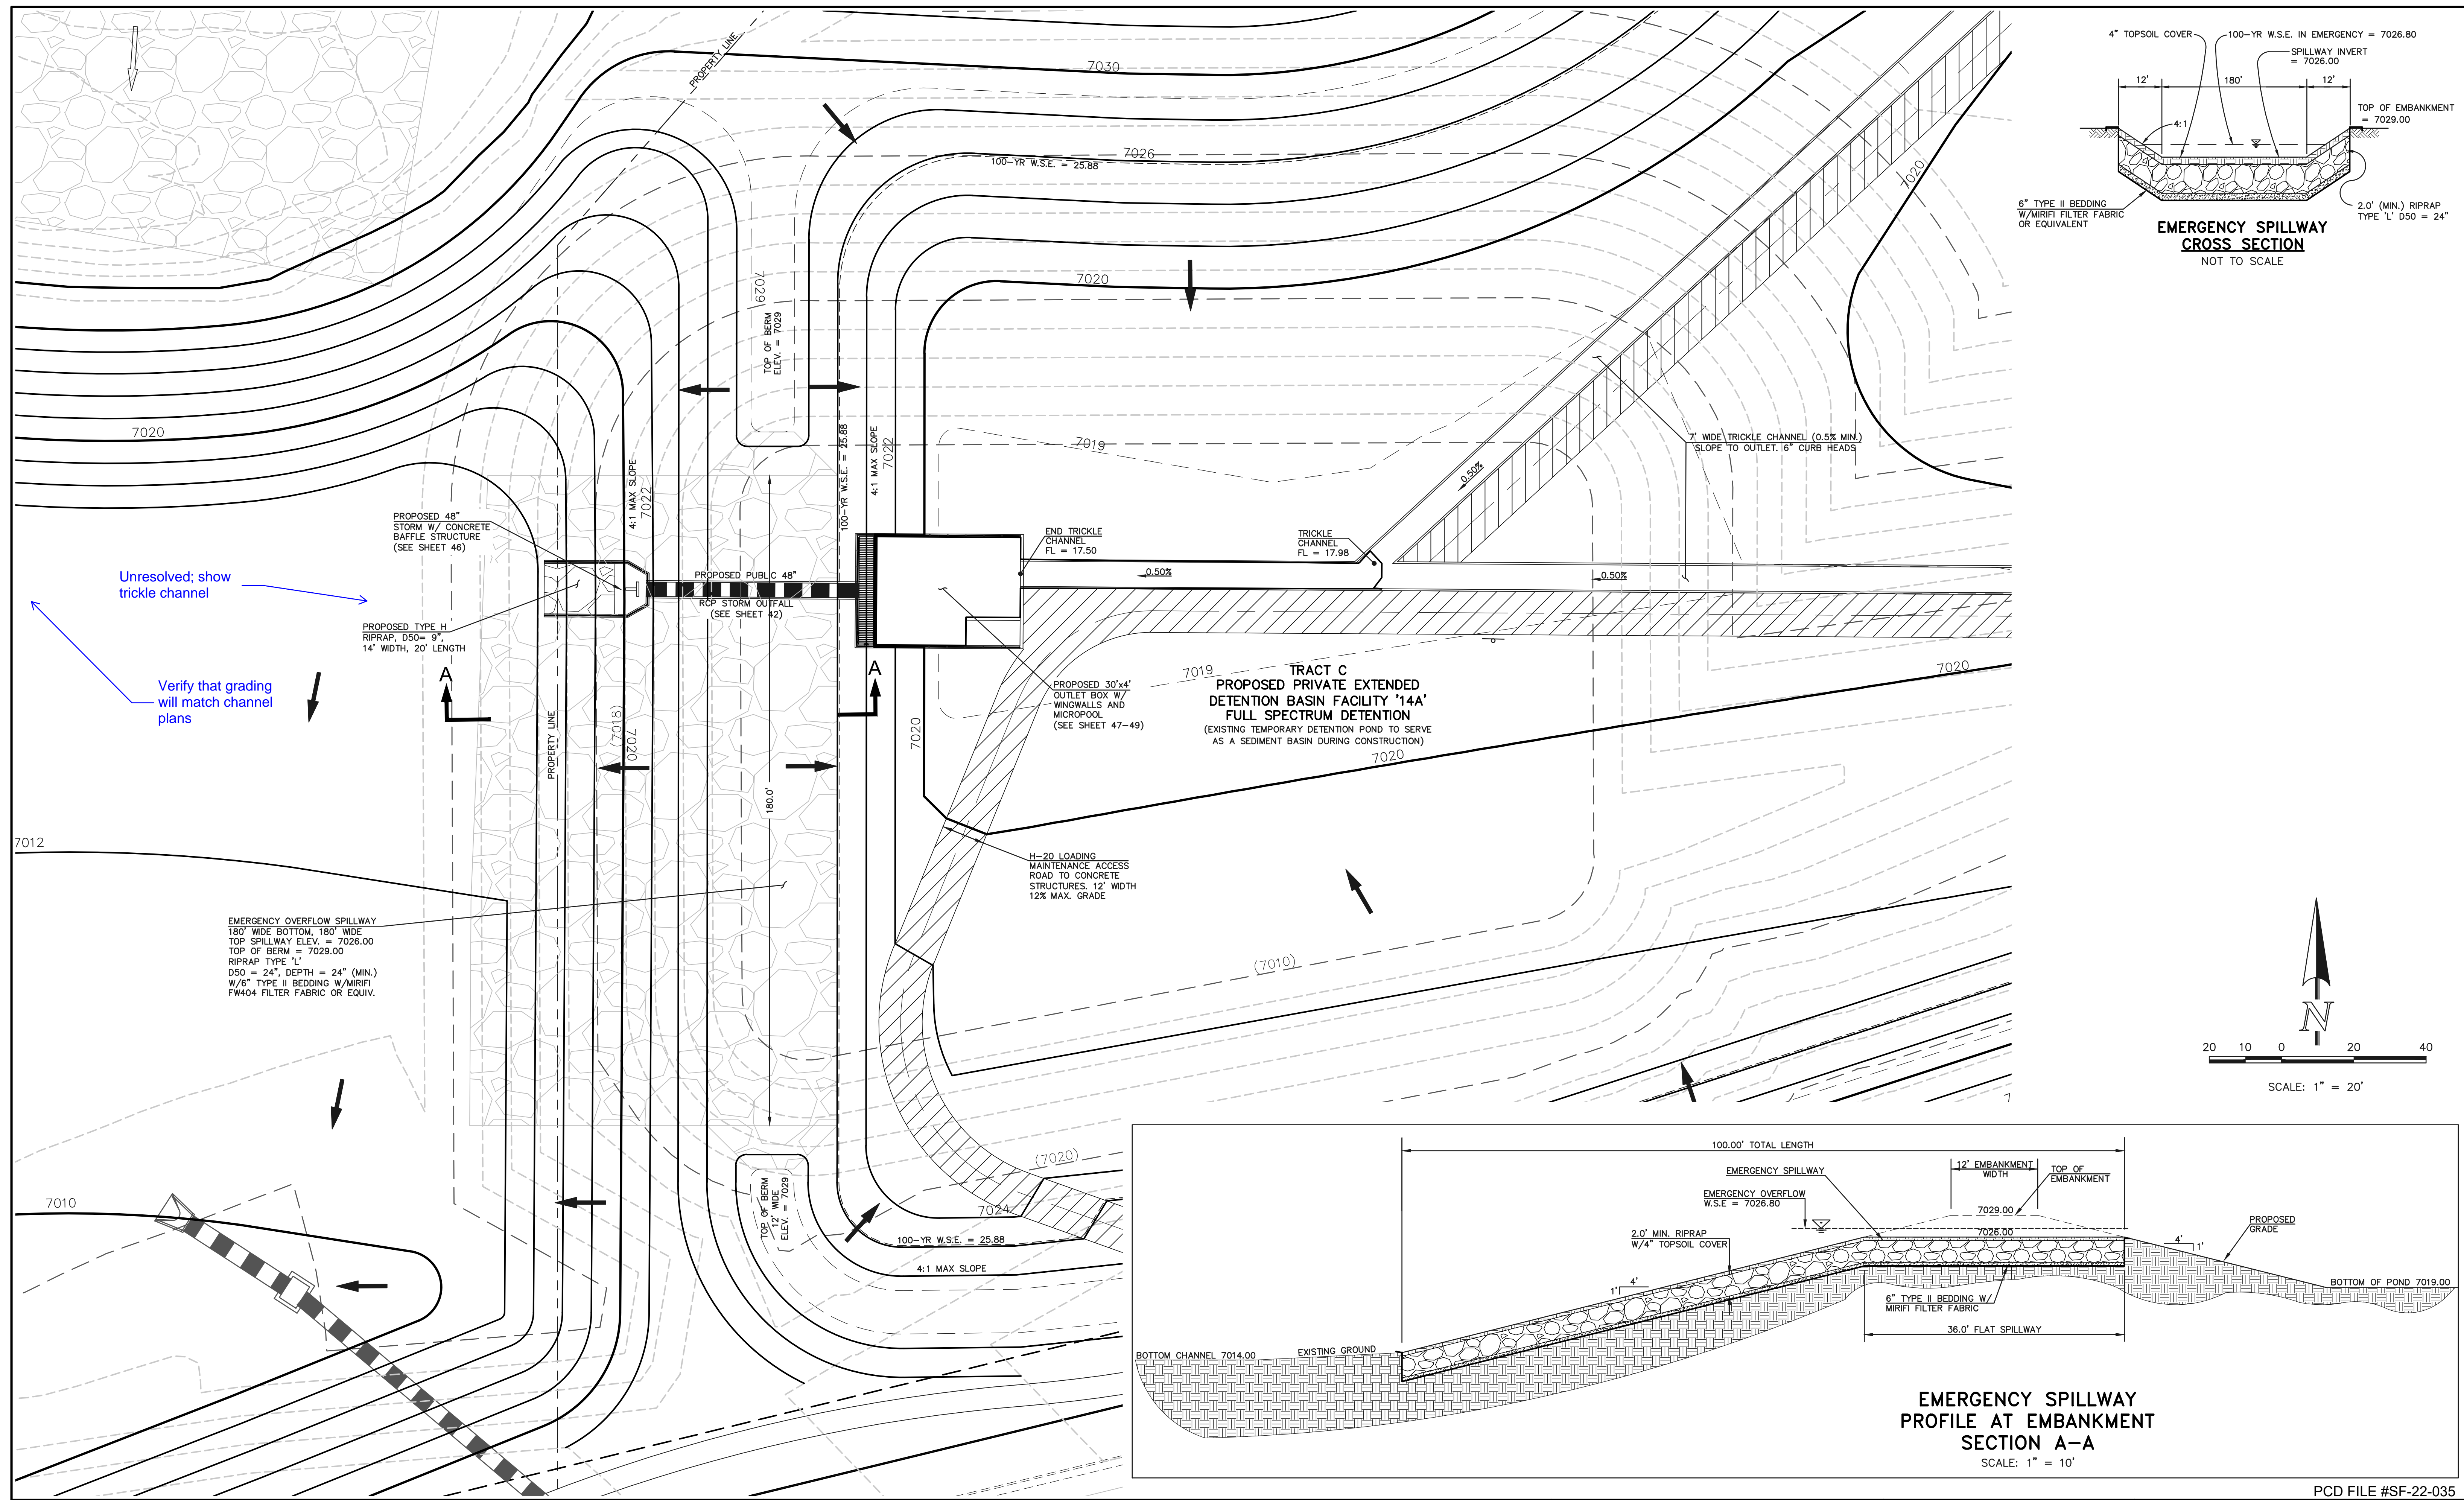 PROPERTY LINE
7030
7026
100-YR W.S.E. = 25.88
7020
7020
7029
TOP OF BERM
ELEV. = 7029
4" TOPSOIL COVER
100-YR W.S.E. IN EMERGENCY = 7026.80
SPILLWAY INVERT
= 7026.00
12'
180'
12'
TOP OF EMBANKMENT
= 7029.00
4:1
6" TYPE II BEDDING
W/MIRIFI FILTER FABRIC
OR EQUIVALENT
2.0' (MIN.) RIPRAP
TYPE 'L' D50 = 24"
EMERGENCY SPILLWAY
CROSS SECTION
NOT TO SCALE
7020
4:1 MAX SLOPE
7022
100-YR W.S.E. = 25.88
4:1 MAX SLOPE
7022
7019
7' WIDE TRICKLE CHANNEL (0.5% MIN.)
SLOPE TO OUTLET. 6" CURB HEADS
0.50%
PROPOSED 48"
STORM W/ CONCRETE
BAFFLE STRUCTURE
(SEE SHEET 46)
END TRICKLE
CHANNEL
FL = 17.50
TRICKLE
CHANNEL
FL = 17.98
0.50%
0.50%
Unresolved; show
trickle channel
PROPOSED PUBLIC 48"
RCP STORM OUTFALL
(SEE SHEET 42)
PROPOSED TYPE H
RIPRAP, D50= 9",
14' WIDTH, 20' LENGTH
Verify that grading
will match channel
plans
A
A
PROPERTY LINE
(7018)
7020
180.0'
7020
PROPOSED 30'x4'
OUTLET BOX W/
WINGWALLS AND
MICROPOOL
(SEE SHEET 47-49)
7019
TRACT C
PROPOSED PRIVATE EXTENDED
DETENTION BASIN FACILITY '14A'
FULL SPECTRUM DETENTION
(EXISTING TEMPORARY DETENTION POND TO SERVE
AS A SEDIMENT BASIN DURING CONSTRUCTION)
7020
7020
7012
H-20 LOADING
MAINTENANCE ACCESS
ROAD TO CONCRETE
STRUCTURES. 12' WIDTH
12% MAX. GRADE
EMERGENCY OVERFLOW SPILLWAY
180' WIDE BOTTOM, 180' WIDE
TOP SPILLWAY ELEV. = 7026.00
TOP OF BERM = 7029.00
RIPRAP TYPE 'L'
D50 = 24", DEPTH = 24" (MIN.)
W/6" TYPE II BEDDING W/MIRIFI
FW404 FILTER FABRIC OR EQUIV.
(7010)
N
20 10 0 20 40
SCALE: 1" = 20'
(7020)
7010
TOP OF BERM
12' WIDE
ELEV. = 7029
7024
100-YR W.S.E. = 25.88
4:1 MAX SLOPE
100.00' TOTAL LENGTH
EMERGENCY SPILLWAY
12' EMBANKMENT
WIDTH
TOP OF
EMBANKMENT
EMERGENCY OVERFLOW
W.S.E = 7026.80
7029.00
7026.00
PROPOSED
GRADE
2.0' MIN. RIPRAP
W/4" TOPSOIL COVER
4'
1'
4'
1'
BOTTOM OF POND 7019.00
6" TYPE II BEDDING W/
MIRIFI FILTER FABRIC
36.0' FLAT SPILLWAY
BOTTOM CHANNEL 7014.00
EXISTING GROUND
EMERGENCY SPILLWAY
PROFILE AT EMBANKMENT
SECTION A-A
SCALE: 1" = 10'
PCD FILE #SF-22-035